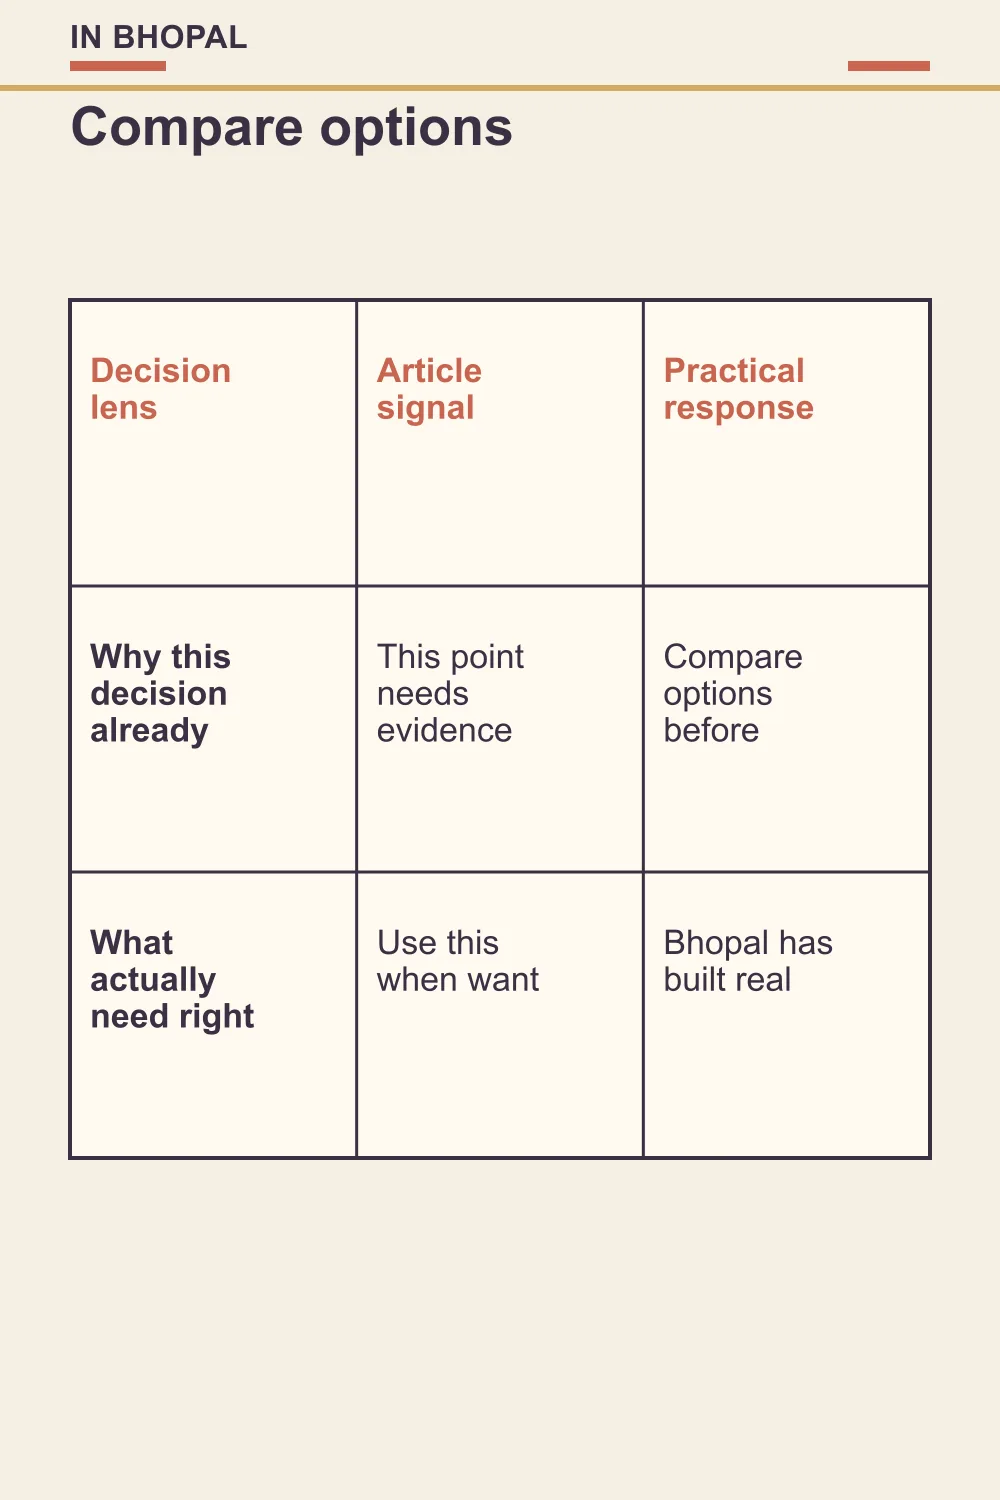 IN BHOPAL
Compare options
Decision
lens
Article
signal
Practical
response
Why this
decision
already
This point
needs
evidence
Compare
options
before
What
actually
need right
Use this
when want
Bhopal has
built real